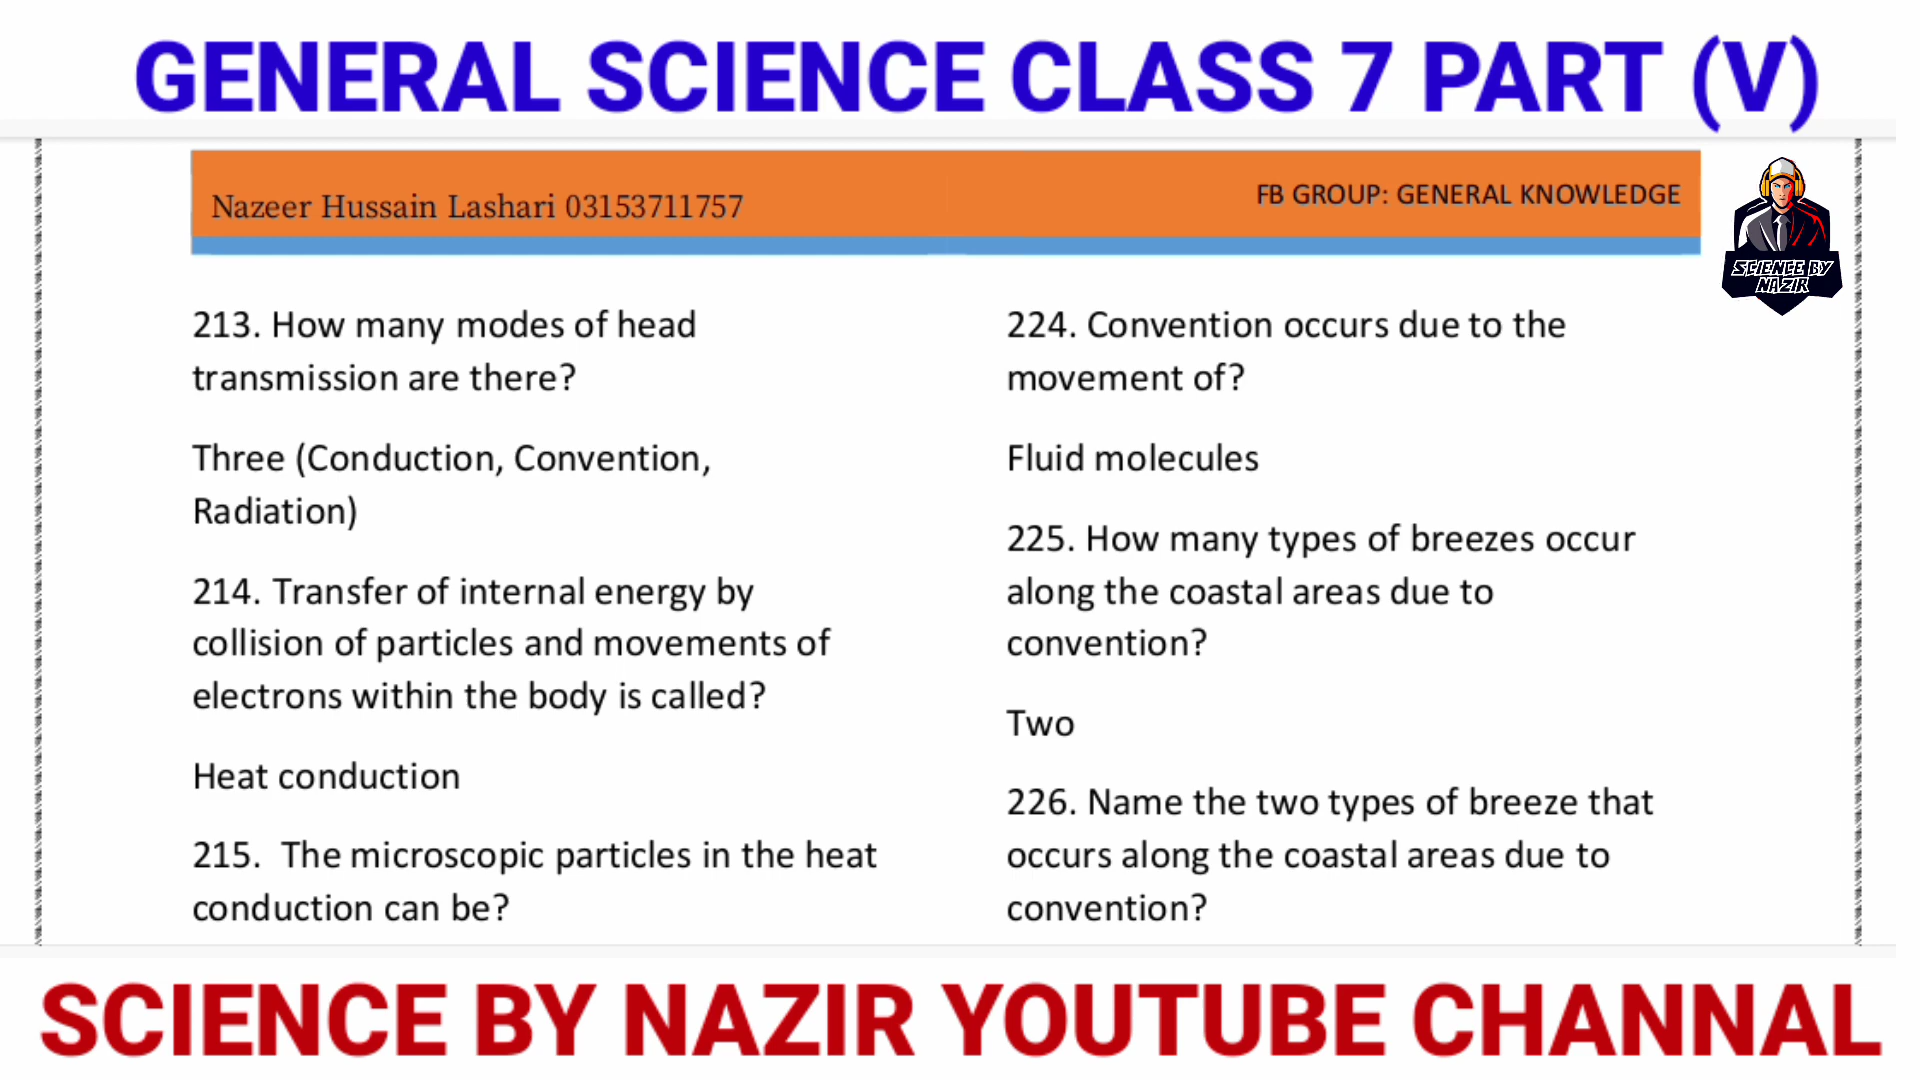 GENERAL SCIENCE CLASS 7 PART (V)
Nazeer Hussain Lashari 03153711757
FB GROUP: GENERAL KNOWLEDGE
SCIENCE BY
NAZIR
213. How many modes of head
transmission are there?
Three (Conduction, Convention,
Radiation)
214. Transfer of internal energy by
collision of particles and movements of
electrons within the body is called?
Heat conduction
215. The microscopic particles in the heat
conduction can be?
224. Convention occurs due to the
movement of?
Fluid molecules
225. How many types of breezes occur
along the coastal areas due to
convention?
Two
226. Name the two types of breeze that
occurs along the coastal areas due to
convention?
SCIENCE BY NAZIR YOUTUBE CHANNAL